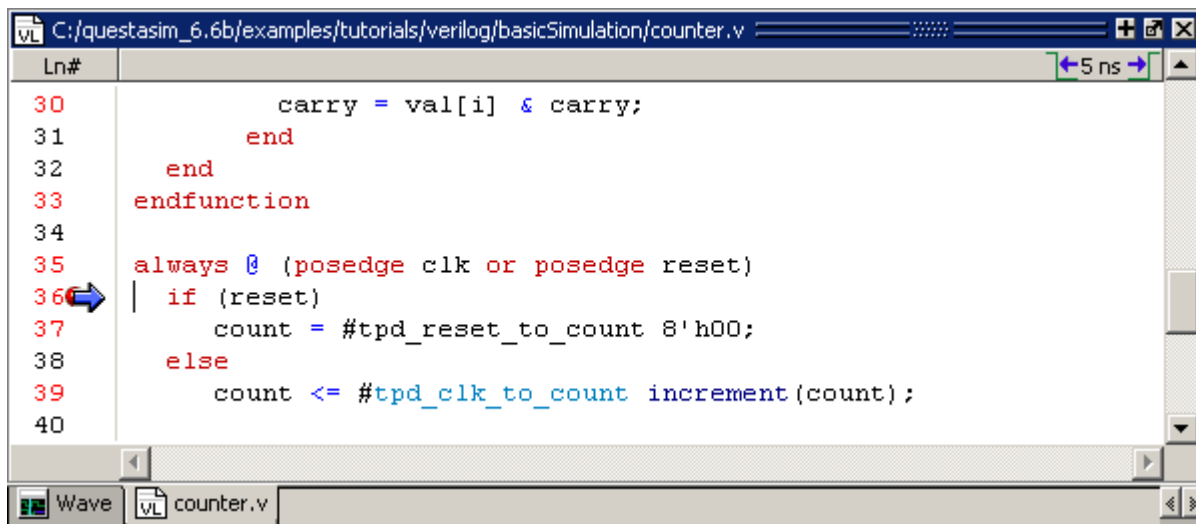 C:/questasim_6.6b/examples/tutorials/verilog/basicSimulation/counter.v
Ln# 5 ns
30 carry = val[i] & carry;
31 end
32 end
33 endfunction
34
35 always @ (posedge clk or posedge reset)
36 if (reset)
37 count = #tpd_reset_to_count 8'h00;
38 else
39 count <= #tpd_clk_to_count increment(count);
40
Wave counter.v